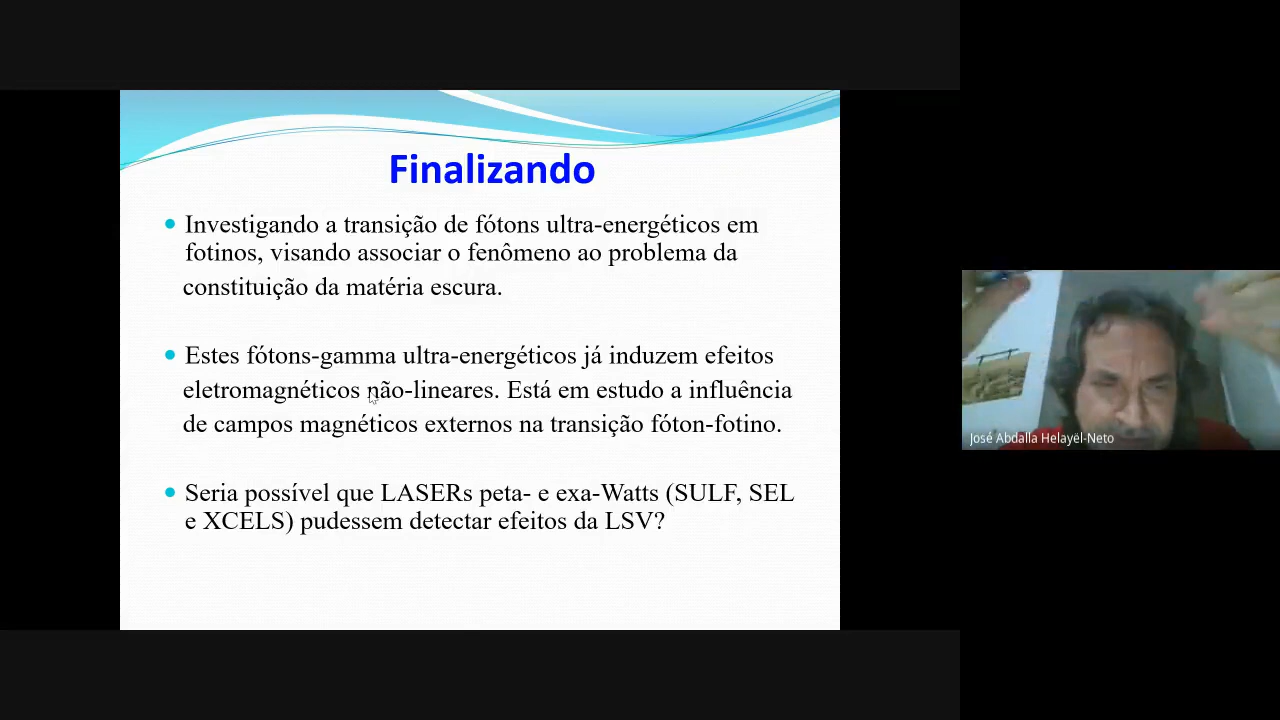 Finalizando
Investigando a transição de fótons ultra-energéticos em
fotinos, visando associar o fenômeno ao problema da
constituição da matéria escura.
Estes fótons-gamma ultra-energéticos já induzem efeitos
eletromagnéticos não-lineares. Está em estudo a influência
de campos magnéticos externos na transição fóton-fotino.
Seria possível que LASERs peta- e exa-Watts (SULF, SEL
e XCELS) pudessem detectar efeitos da LSV?
José Abdalla Helayël-Neto